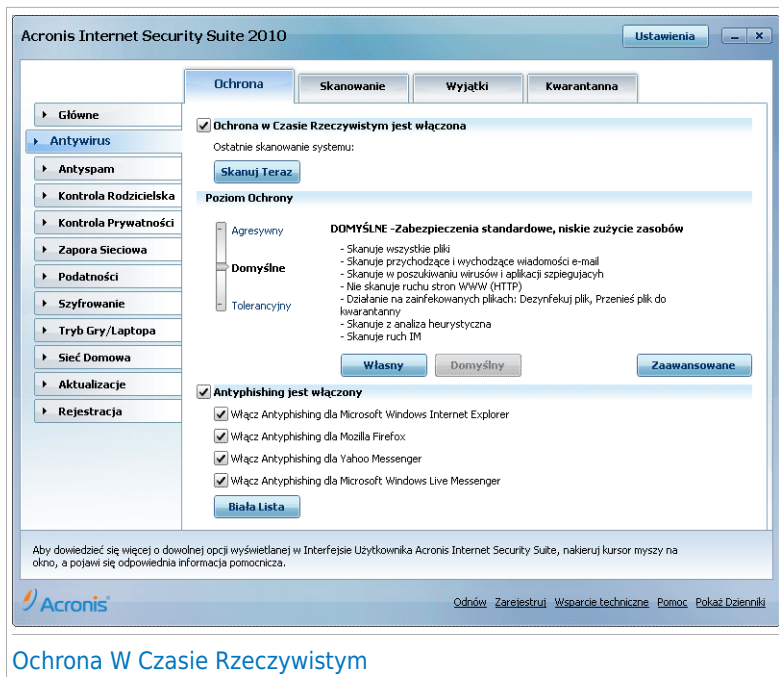 Acronis Internet Security Suite 2010
Ustawienia
Ochrona
Skanowanie
Wyjątki
Kwarantanna
Główne
Antywirus
Antyspam
Kontrola Rodzicielska
Kontrola Prywatności
Zapora Sieciowa
Podatności
Szyfrowanie
Tryb Gry/Laptopa
Sieć Domowa
Aktualizacje
Rejestracja
Ochrona w Czasie Rzeczywistym jest włączona
Ostatnie skanowanie systemu:
Skanuj Teraz
Poziom Ochrony
Agresywny
Domyślne
Tolerancyjny
DOMYŚLNE -Zabezpieczenia standardowe, niskie zużycie zasobów
- Skanuje wszystkie pliki
- Skanuje przychodzące i wychodzące wiadomości e-mail
- Skanuje w poszukiwaniu wirusów i aplikacji szpiegujacyh
- Nie skanuje ruchu stron WWW (HTTP)
- Działanie na zainfekowanych plikach: Dezynfekuj plik, Przenieś plik do
kwarantanny
- Skanuje z analiza heurystyczna
- Skanuje ruch IM
Własny
Domyślny
Zaawansowane
Antyphishing jest włączony
Włącz Antyphishing dla Microsoft Windows Internet Explorer
Włącz Antyphishing dla Mozilla Firefox
Włącz Antyphishing dla Yahoo Messenger
Włącz Antyphishing dla Microsoft Windows Live Messenger
Biała Lista
Aby dowiedzieć się więcej o dowolnej opcji wyświetlanej w Interfejsie Użytkownika Acronis Internet Security Suite, nakieruj kursor myszy na
okno, a pojawi się odpowiednia informacja pomocnicza.
Acronis
Odnów Zarejestruj Wsparcie techniczne Pomoc Pokaż Dzienniki
Ochrona W Czasie Rzeczywistym